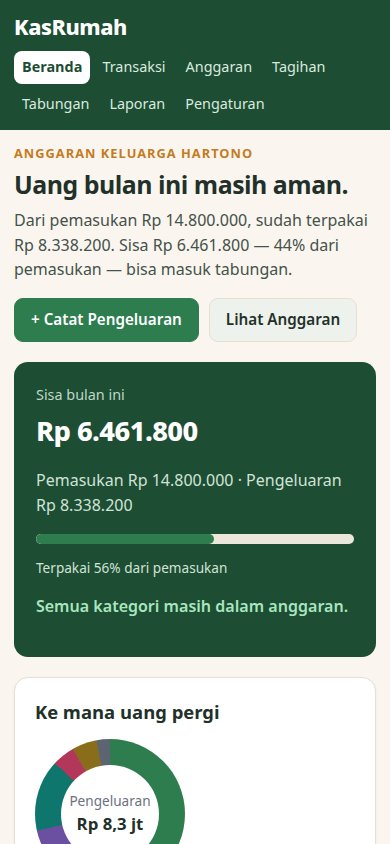 KasRumah
Beranda Transaksi Anggaran Tagihan
Tabungan Laporan Pengaturan
ANGGARAN KELUARGA HARTONO
Uang bulan ini masih aman.
Dari pemasukan Rp 14.800.000, sudah terpakai
Rp 8.338.200. Sisa Rp 6.461.800 — 44% dari
pemasukan — bisa masuk tabungan.
+ Catat Pengeluaran Lihat Anggaran
Sisa bulan ini
Rp 6.461.800
Pemasukan Rp 14.800.000 · Pengeluaran
Rp 8.338.200
Terpakai 56% dari pemasukan
Semua kategori masih dalam anggaran.
Ke mana uang pergi
Pengeluaran
Rp 8,3 jt